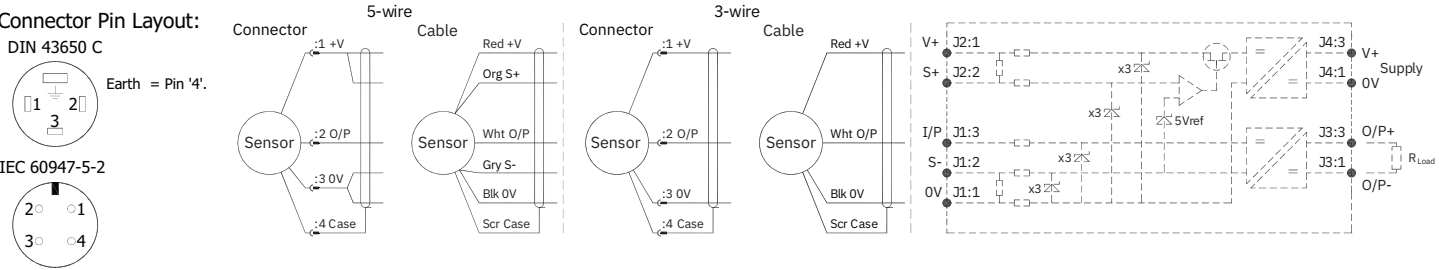 Connector Pin Layout:
DIN 43650 C
Earth = Pin '4'.
1
2
3
IEC 60947-5-2
2
1
3
4
5-wire
Connector
:1 +V
Sensor
:2 O/P
:3 0V
:4 Case
Cable
Red +V
Org S+
Sensor
Wht O/P
Gry S-
Blk 0V
Scr Case
3-wire
Connector
:1 +V
Sensor
:2 O/P
:3 0V
:4 Case
Cable
Red +V
Sensor
Wht O/P
Blk 0V
Scr Case
V+ J2:1
S+ J2:2
I/P J1:3
S- J1:2
0V J1:1
x3
x3
5Vref
x3
x3
J4:3 V+
Supply
J4:1 0V
J3:3 O/P+
RLoad
J3:1
O/P-